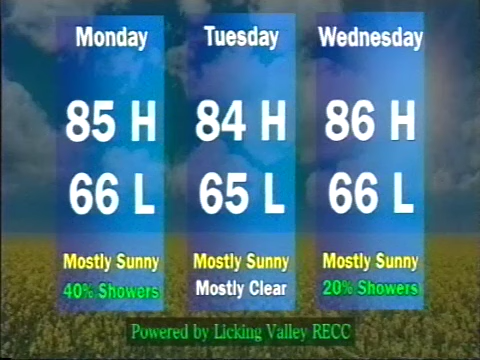 Monday Tuesday Wednesday
85 H 84 H 86 H
66 L 65 L 66 L
Mostly Sunny Mostly Sunny Mostly Sunny
40% Showers Mostly Clear 20% Showers
Powered by Licking Valley RECC